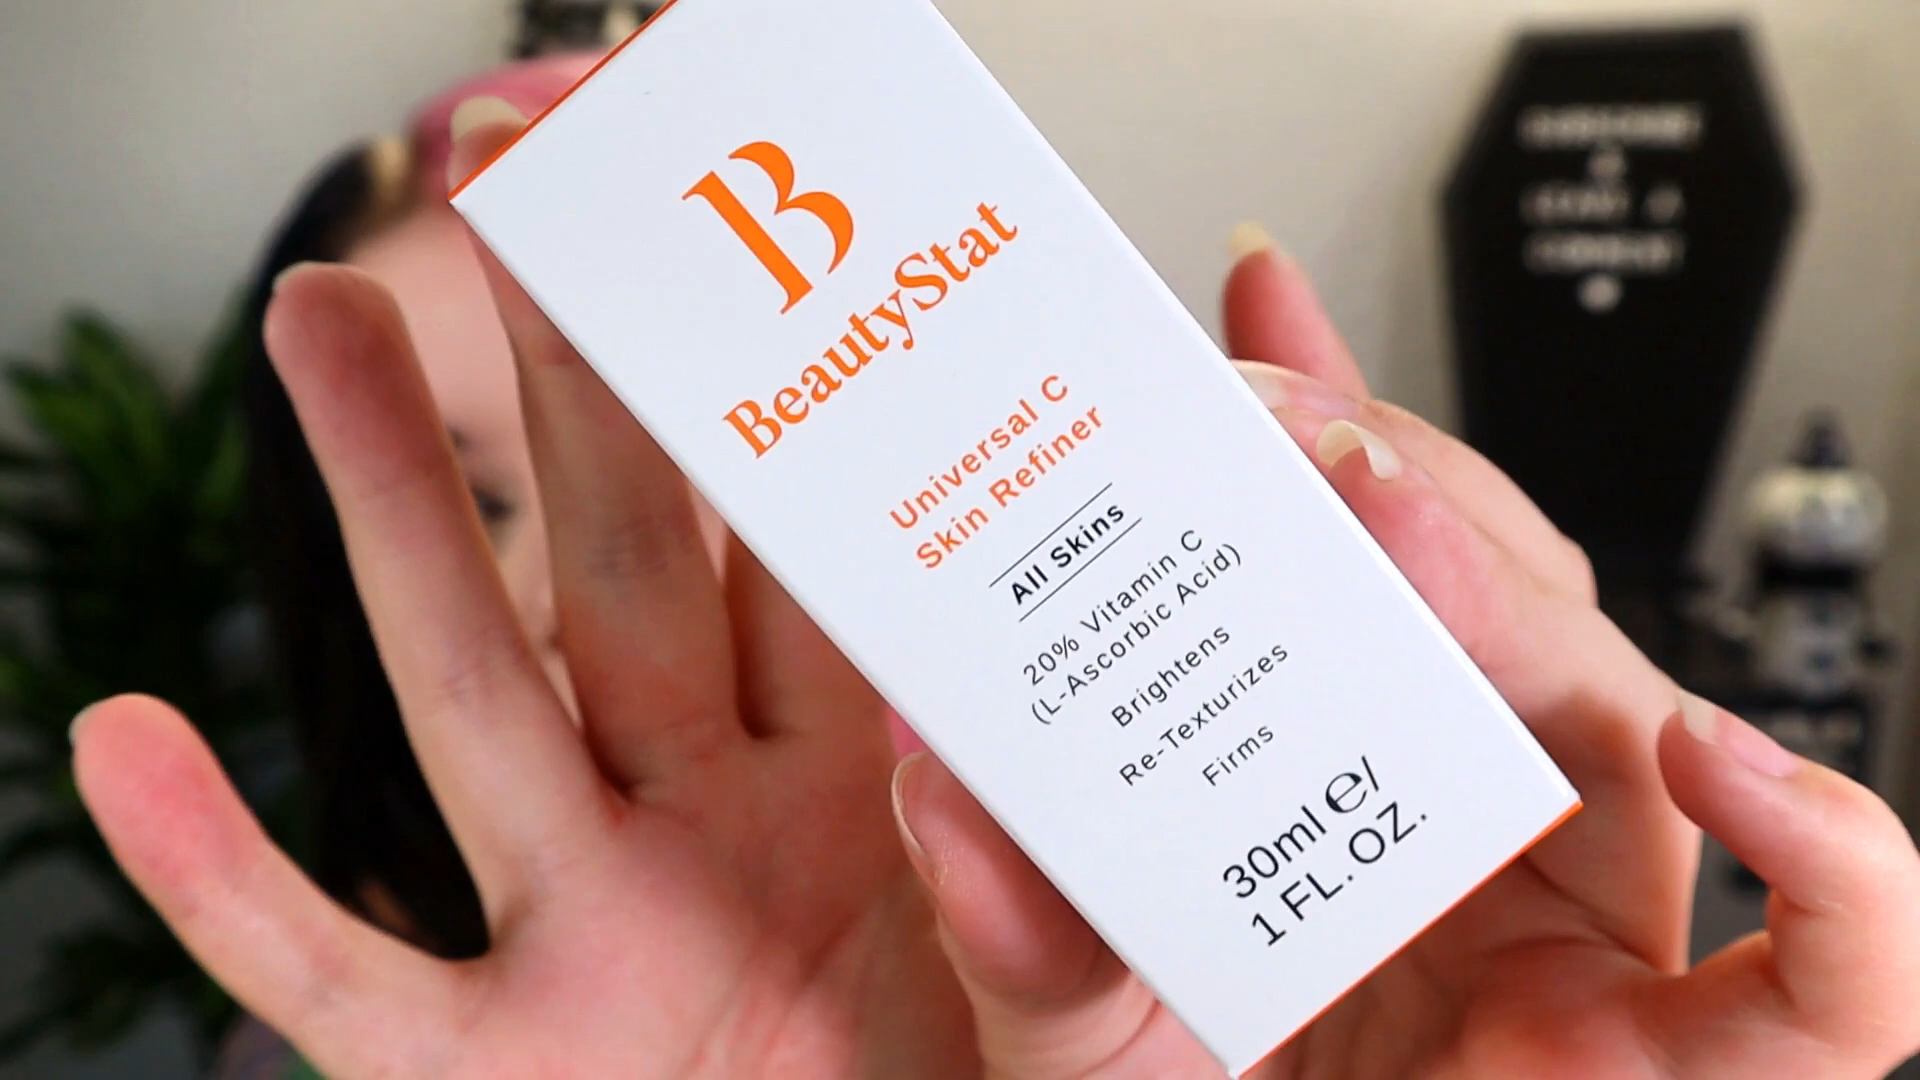 B
BeautyStat
Universal C
Skin Refiner
All Skins
20% Vitamin C
(L-Ascorbic Acid)
Brightens
Re-Texturizes
Firms
30ml ℮/
1 FL. OZ.